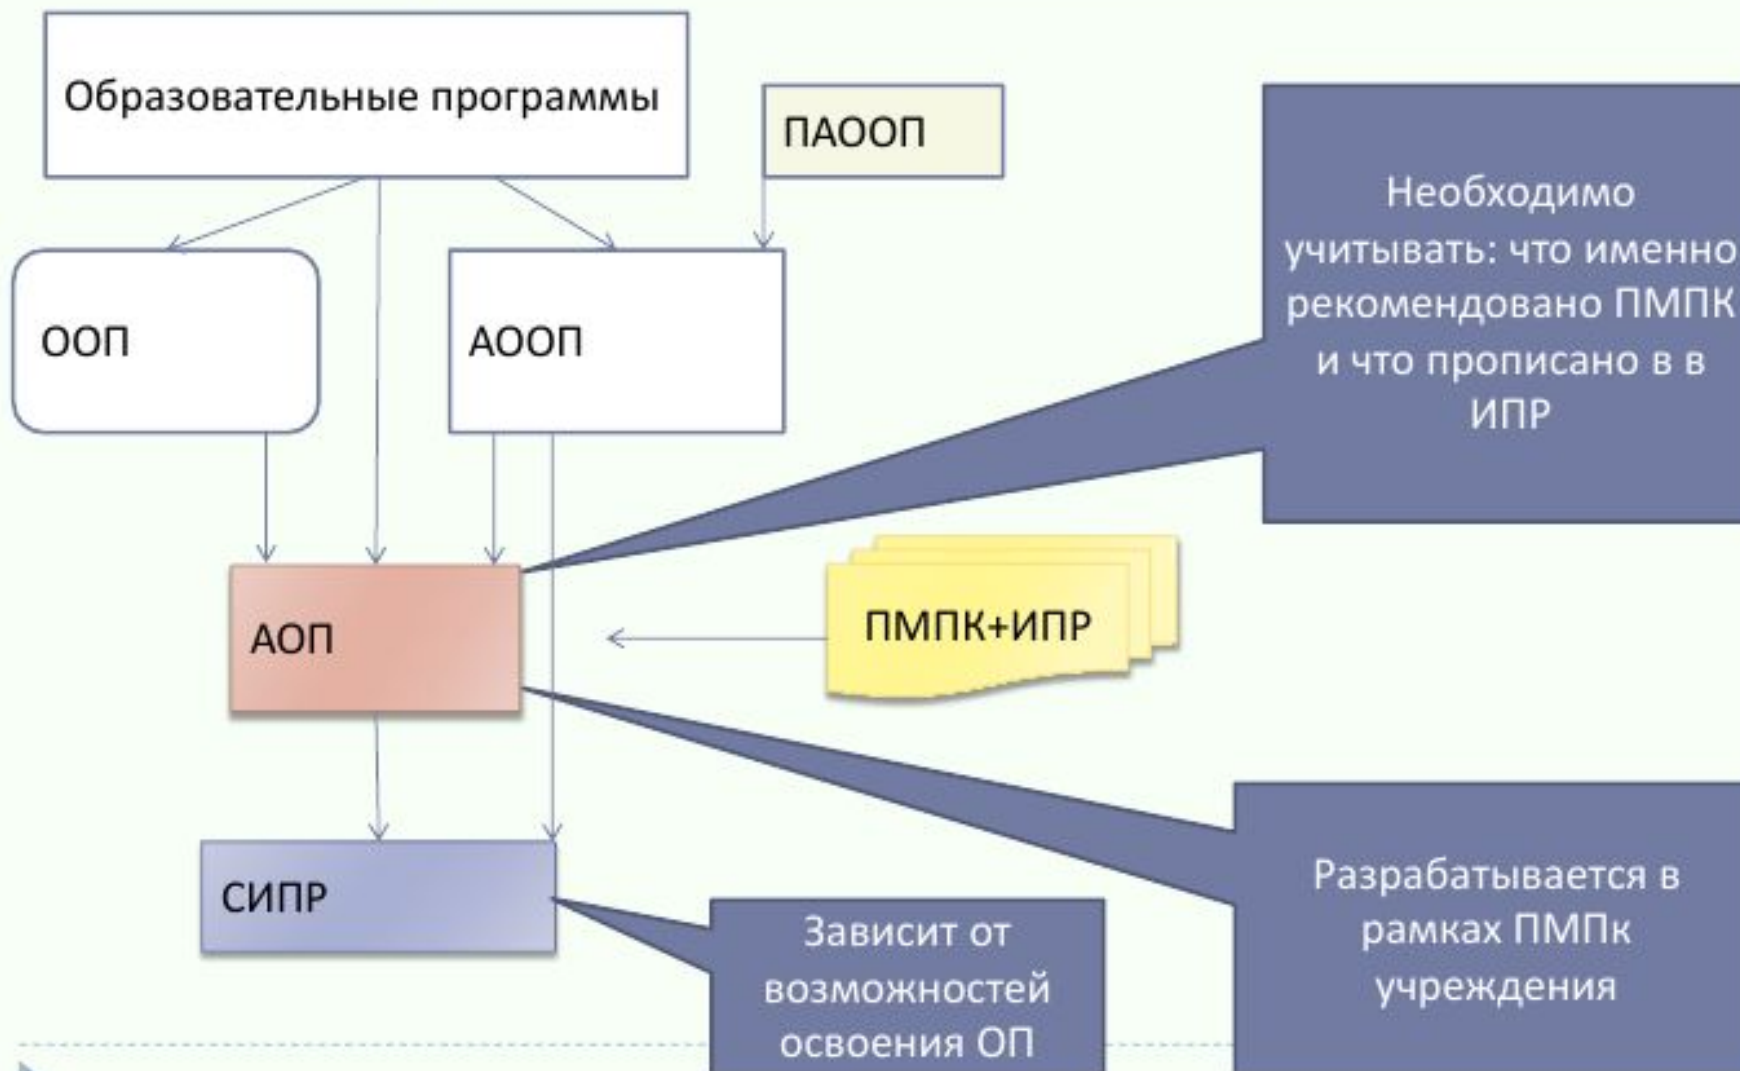 Образовательные программы
ПАООП
Необходимо
учитывать: что именно
рекомендовано ПМПК
и что прописано в в
ИПР
ООП
АООП
АОП
ПМПК+ИПР
СИПР
Зависит от
возможностей
освоения ОП
Разрабатывается в
рамках ПМПк
учреждения